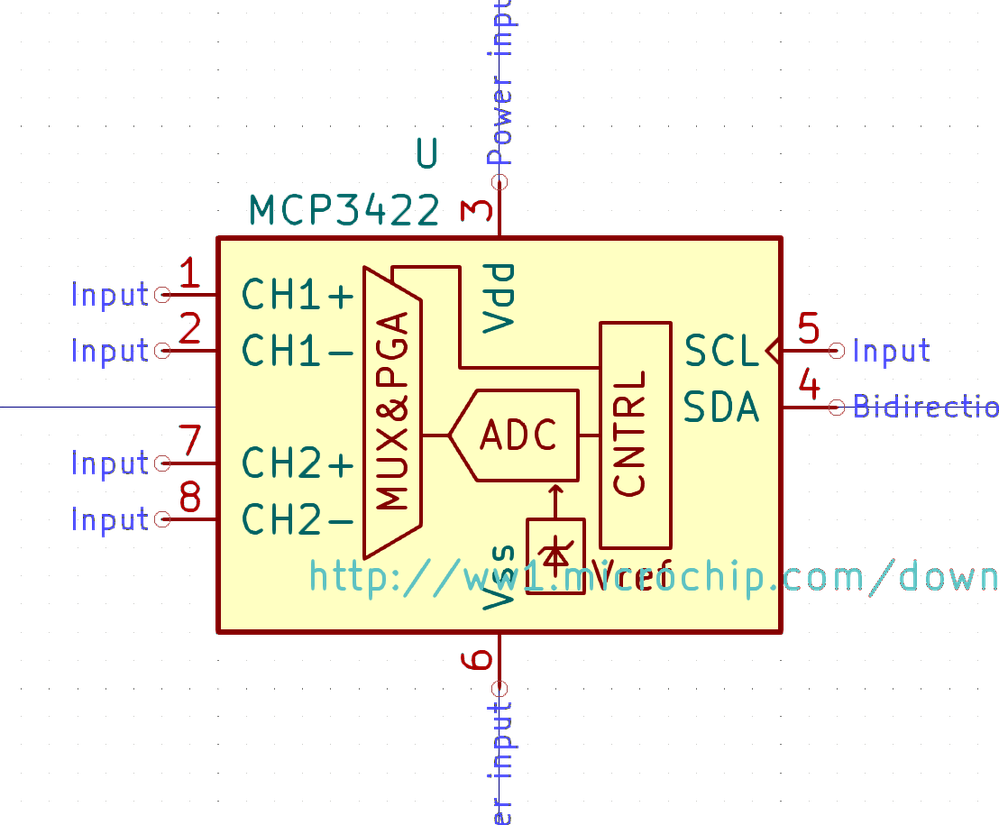 Power inpu
U
MCP3422
3
1
Input
CH1+
Vdd
2
Input
CH1-
MUX&PGA
5
SCL
Input
4
SDA
Bidirectio
ADC
CNTRL
7
Input
CH2+
8
Input
CH2-
Vss
Vref
http://ww1.microchip.com/down
6
er input